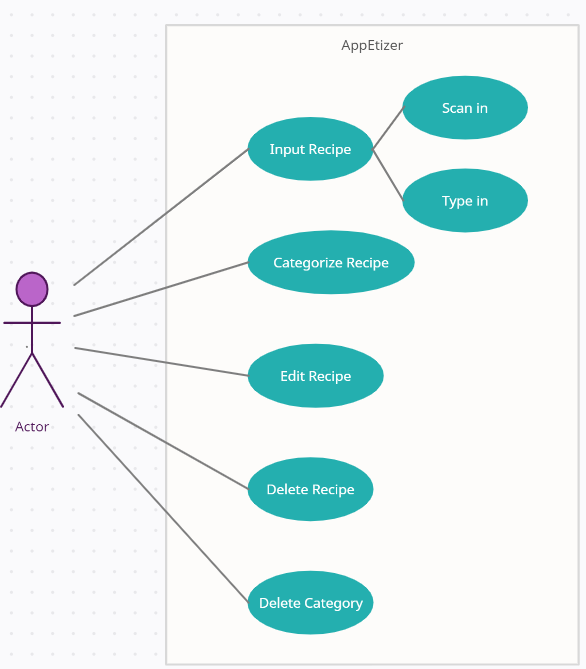 AppEtizer
Scan in
Input Recipe
Type in
Categorize Recipe
Edit Recipe
Actor
Delete Recipe
Delete Category